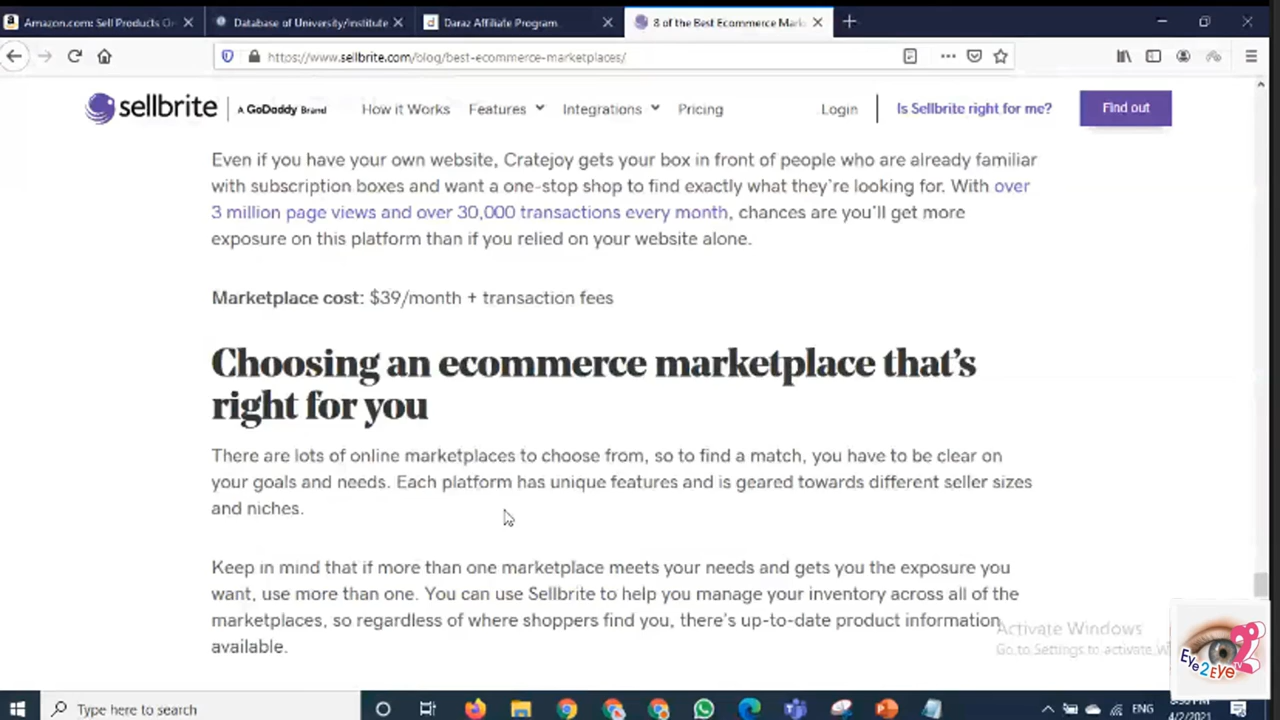 Amazon.com: Sell Products On
Database of University/institute
Daraz Affiliate Program
8 of the Best Ecommerce Mark
https://www.sellbrite.com/blog/best-ecommerce-marketplaces/
sellbrite
A GoDaddy Brand
How it Works
Features
Integrations
Pricing
Login
Is Sellbrite right for me?
Find out
Even if you have your own website, Cratejoy gets your box in front of people who are already familiar
with subscription boxes and want a one-stop shop to find exactly what they're looking for. With over
3 million page views and over 30,000 transactions every month, chances are you'll get more
exposure on this platform than if you relied on your website alone.
Marketplace cost: $39/month + transaction fees
Choosing an ecommerce marketplace that's
right for you
There are lots of online marketplaces to choose from, so to find a match, you have to be clear on
your goals and needs. Each platform has unique features and is geared towards different seller sizes
and niches.
Keep in mind that if more than one marketplace meets your needs and gets you the exposure you
want, use more than one. You can use Sellbrite to help you manage your inventory across all of the
marketplaces, so regardless of where shoppers find you, there's up-to-date product information
available.
Activate Windows
Go to Settings to activate W
Eye2Eye TV
2
Type here to search
ENG
4/2/2021